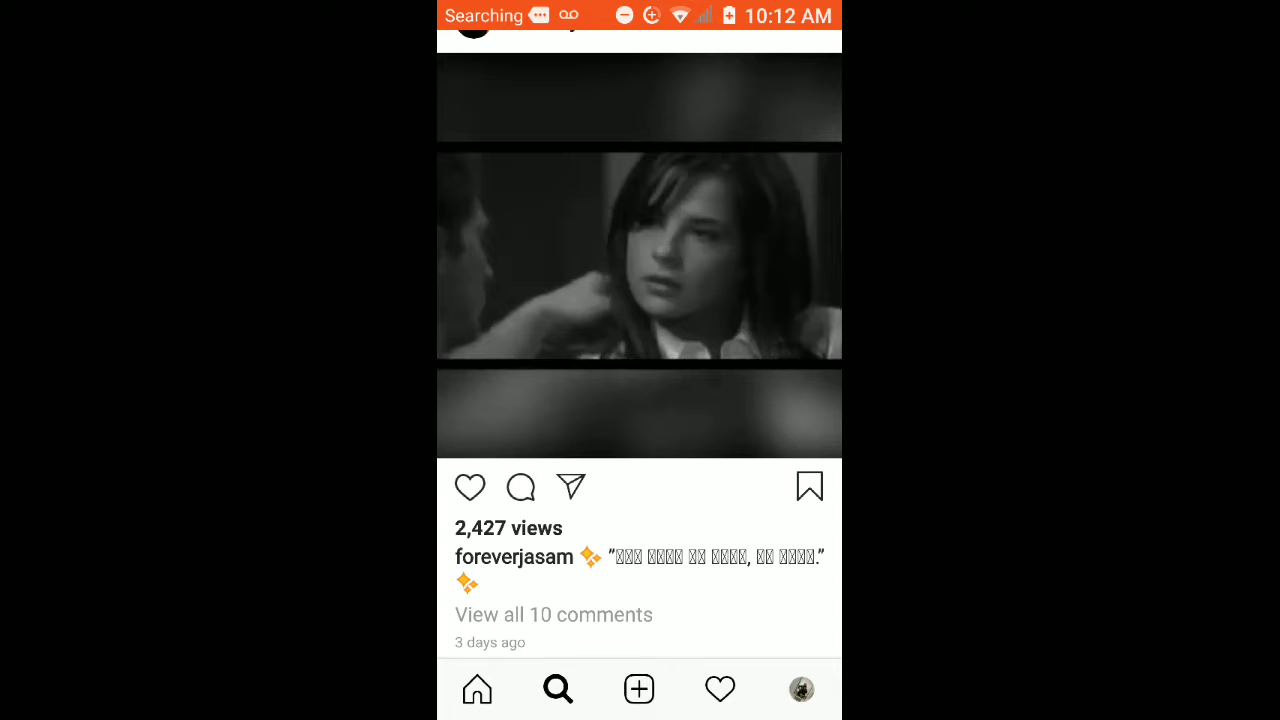 Searching 10:12 AM
2,427 views
foreverjasam ✨ "
✨
View all 10 comments
3 days ago